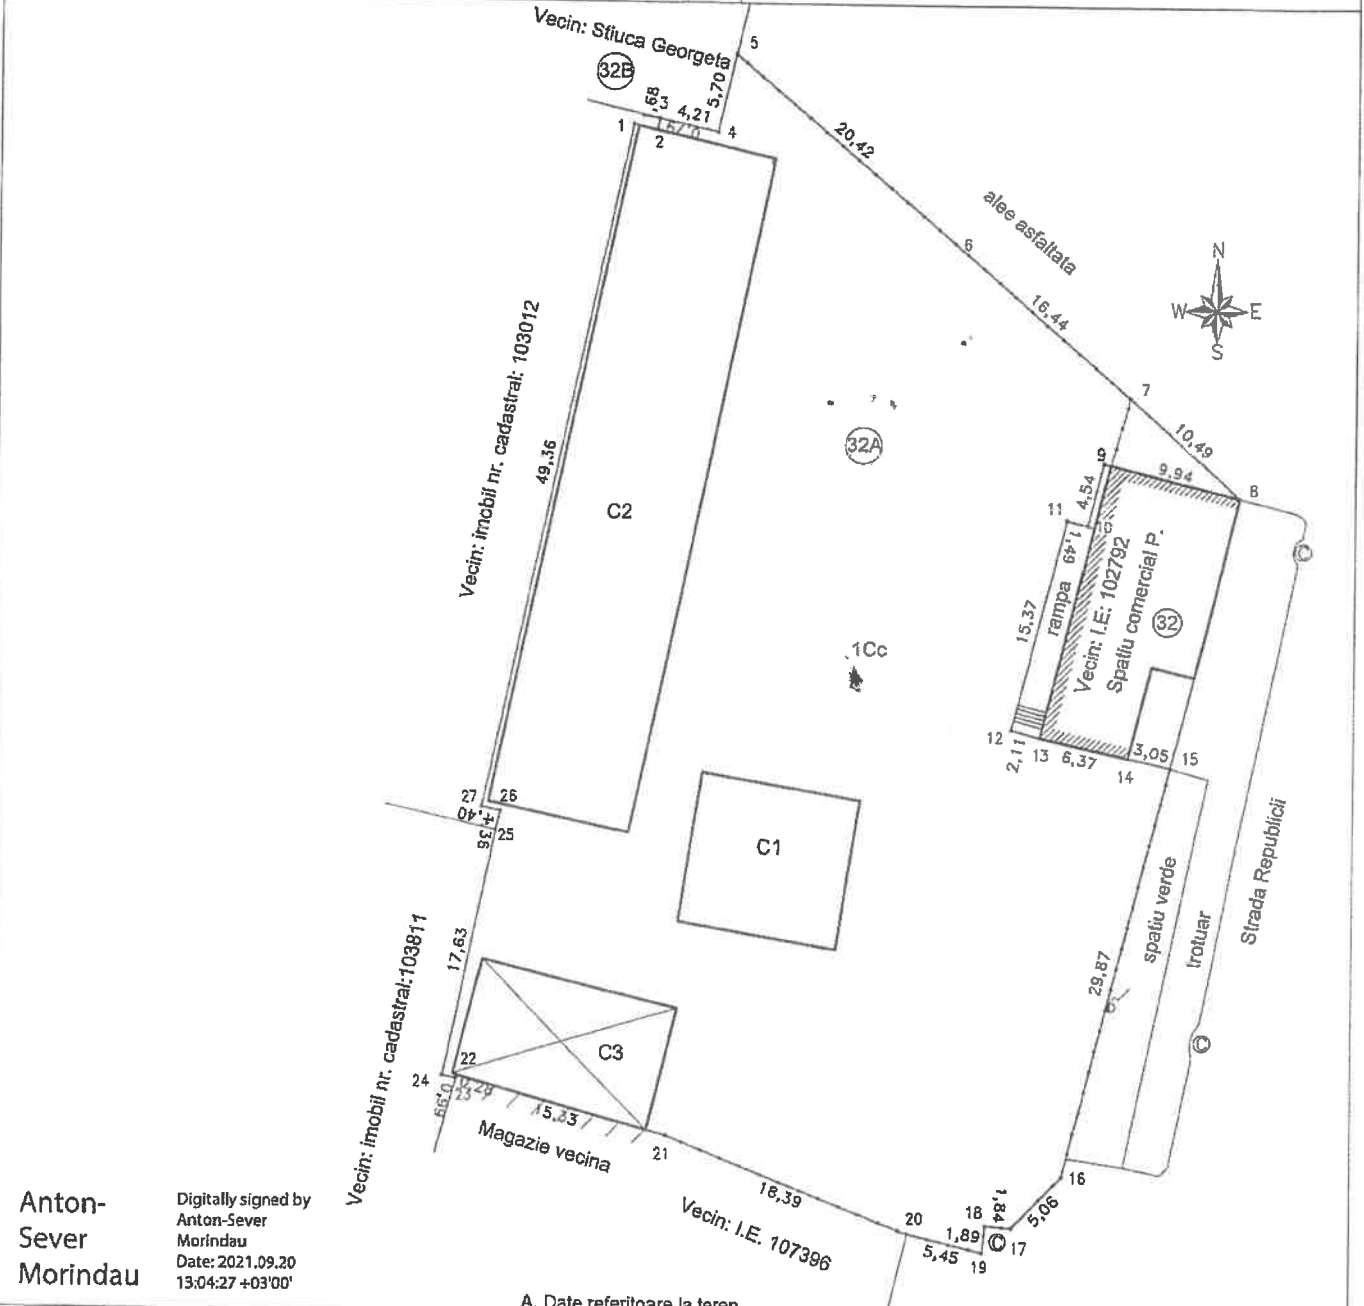 Vecin: Stiuca Georgeta
32B
5
5,70
,68
3
4,21
1
2
0,79
4
20,42
alee asfaltata
6
N
W
E
S
16,44
7
Vecin: imobil nr. cadastral: 103012
49,36
32A
10,49
9
9,94
8
4,54
11
10
1,49
C
C2
rampa
15,37
Vecin: I.E: 102792
Spatiu comercial P.
32
1Cc
12
2,11
13
6,37
14
3,05
15
27
26
25
C1
Strada Republicii
spatiu verde
trotuar
29,87
17,63
Vecin: imobil nr. cadastral:103811
C3
C
22
24
23
0,28
15,33
Magazie vecina
21
16
18,39
Vecin: I.E. 107396
20
18
1,84
5,06
1,89
C
17
5,45
19
Anton-
Sever
Morindau
Digitally signed by
Anton-Sever
Morindau
Date: 2021.09.20
13:04:27 +03'00'
A. Date referitoare la teren